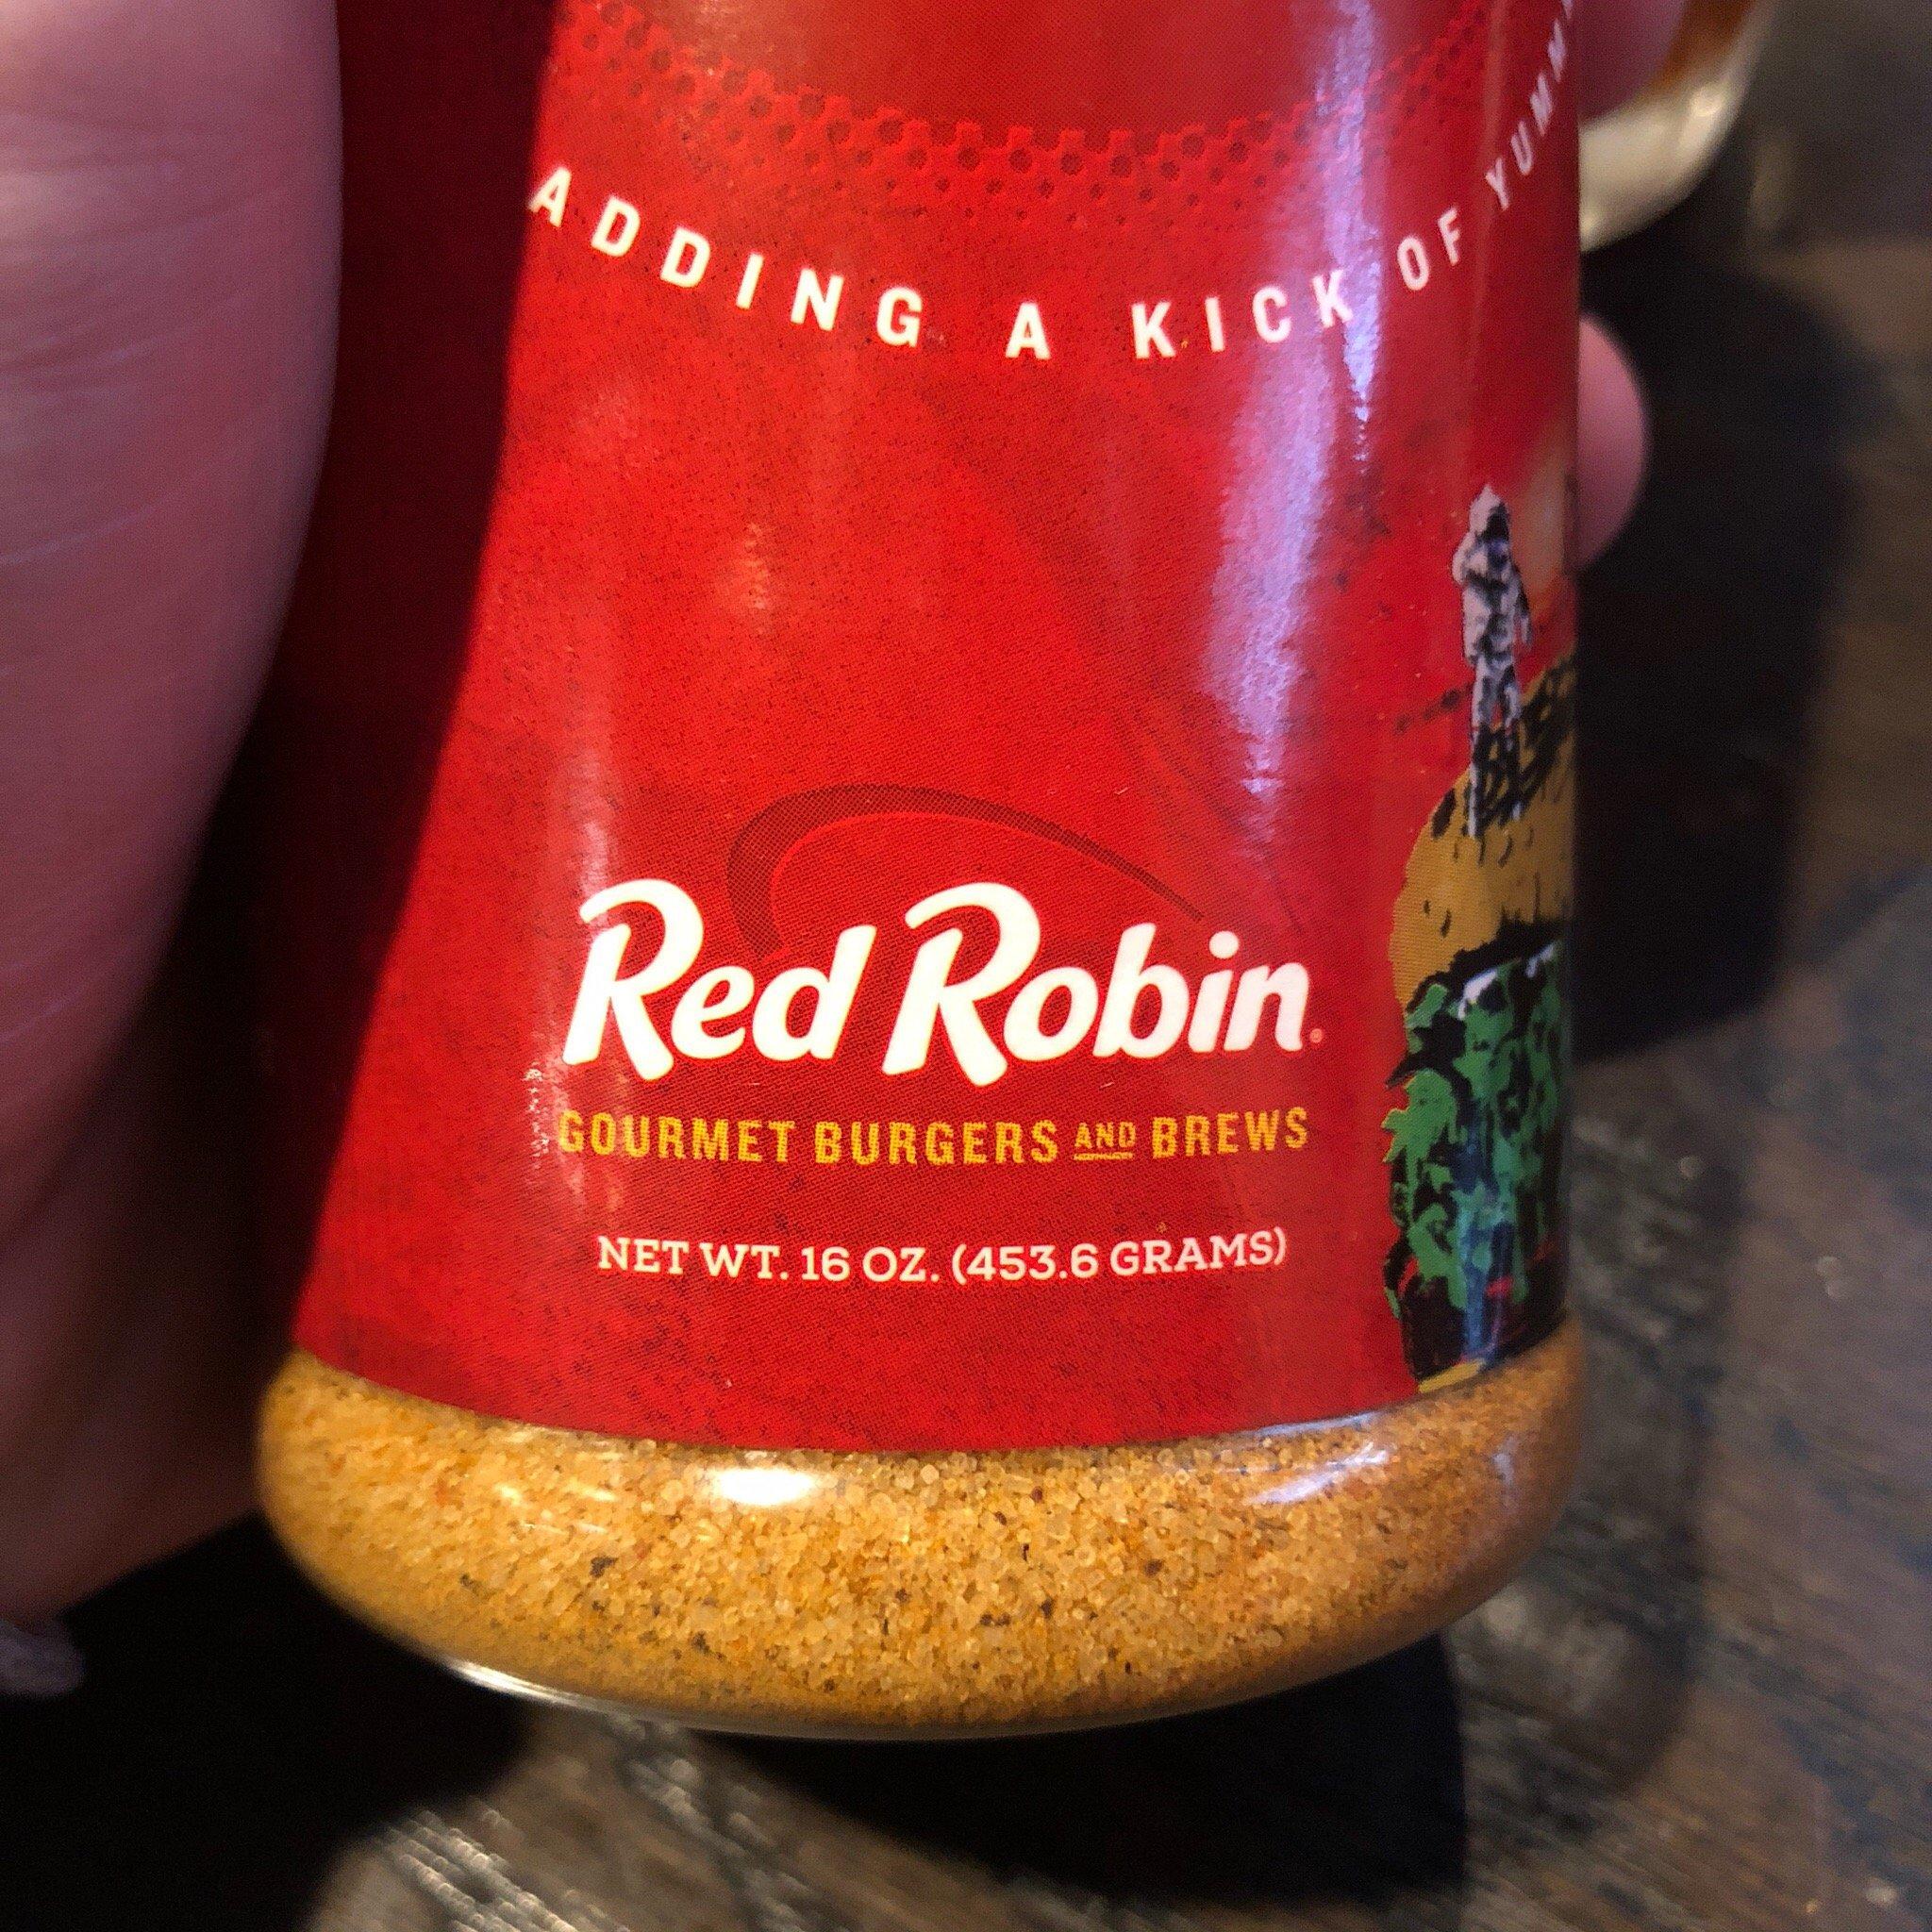 ADDING A KICK OF
Red Robin
GOURMET BURGERS AND BREWS
NET WT. 16 OZ. (453.6 GRAMS)